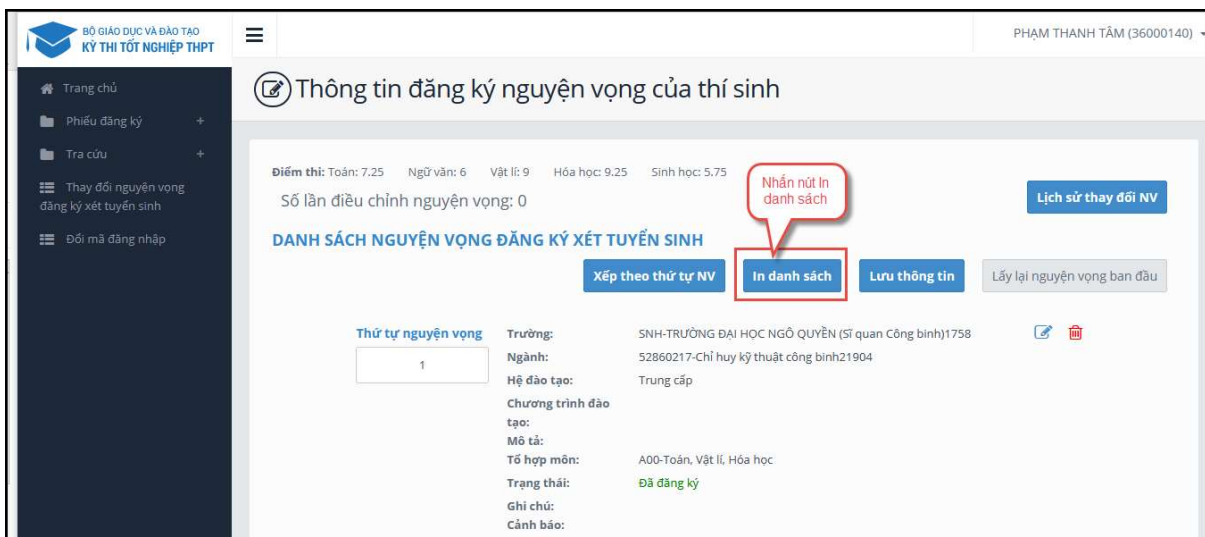 BỘ GIÁO DỤC VÀ ĐÀO TẠO
KỲ THI TỐT NGHIỆP THPT
PHẠM THANH TÂM (36000140)
Trang chủ
Phiếu đăng ký +
Tra cứu +
Thay đổi nguyện vọng
đăng ký xét tuyển sinh
Đổi mã đăng nhập
Thông tin đăng ký nguyện vọng của thí sinh
Điểm thi: Toán: 7.25 Ngữ văn: 6 Vật lí: 9 Hóa học: 9.25 Sinh học: 5.75
Nhấn nút In
danh sách
Số lần điều chỉnh nguyện vọng: 0
Lịch sử thay đổi NV
DANH SÁCH NGUYỆN VỌNG ĐĂNG KÝ XÉT TUYỂN SINH
Xếp theo thứ tự NV In danh sách Lưu thông tin Lấy lại nguyện vọng ban đầu
Thứ tự nguyện vọng
1
Trường: SNH-TRƯỜNG ĐẠI HỌC NGÔ QUYỀN (Sĩ quan Công binh)1758
Ngành: 52860217-Chỉ huy kỹ thuật công binh21904
Hệ đào tạo: Trung cấp
Chương trình đào
tạo:
Mô tả:
Tổ hợp môn: A00-Toán, Vật lí, Hóa học
Trạng thái: Đã đăng ký
Ghi chú:
Cảnh báo: